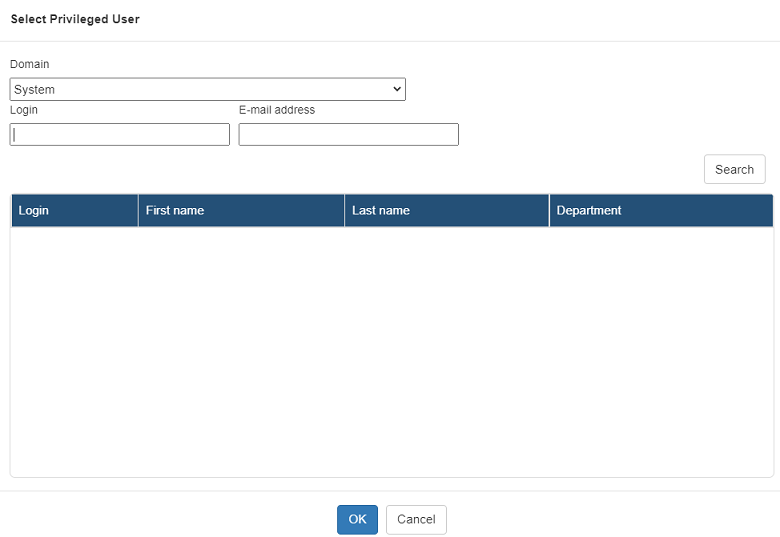 Select Privileged User
Domain
System
Login E-mail address
Search
Login First name Last name Department
OK Cancel